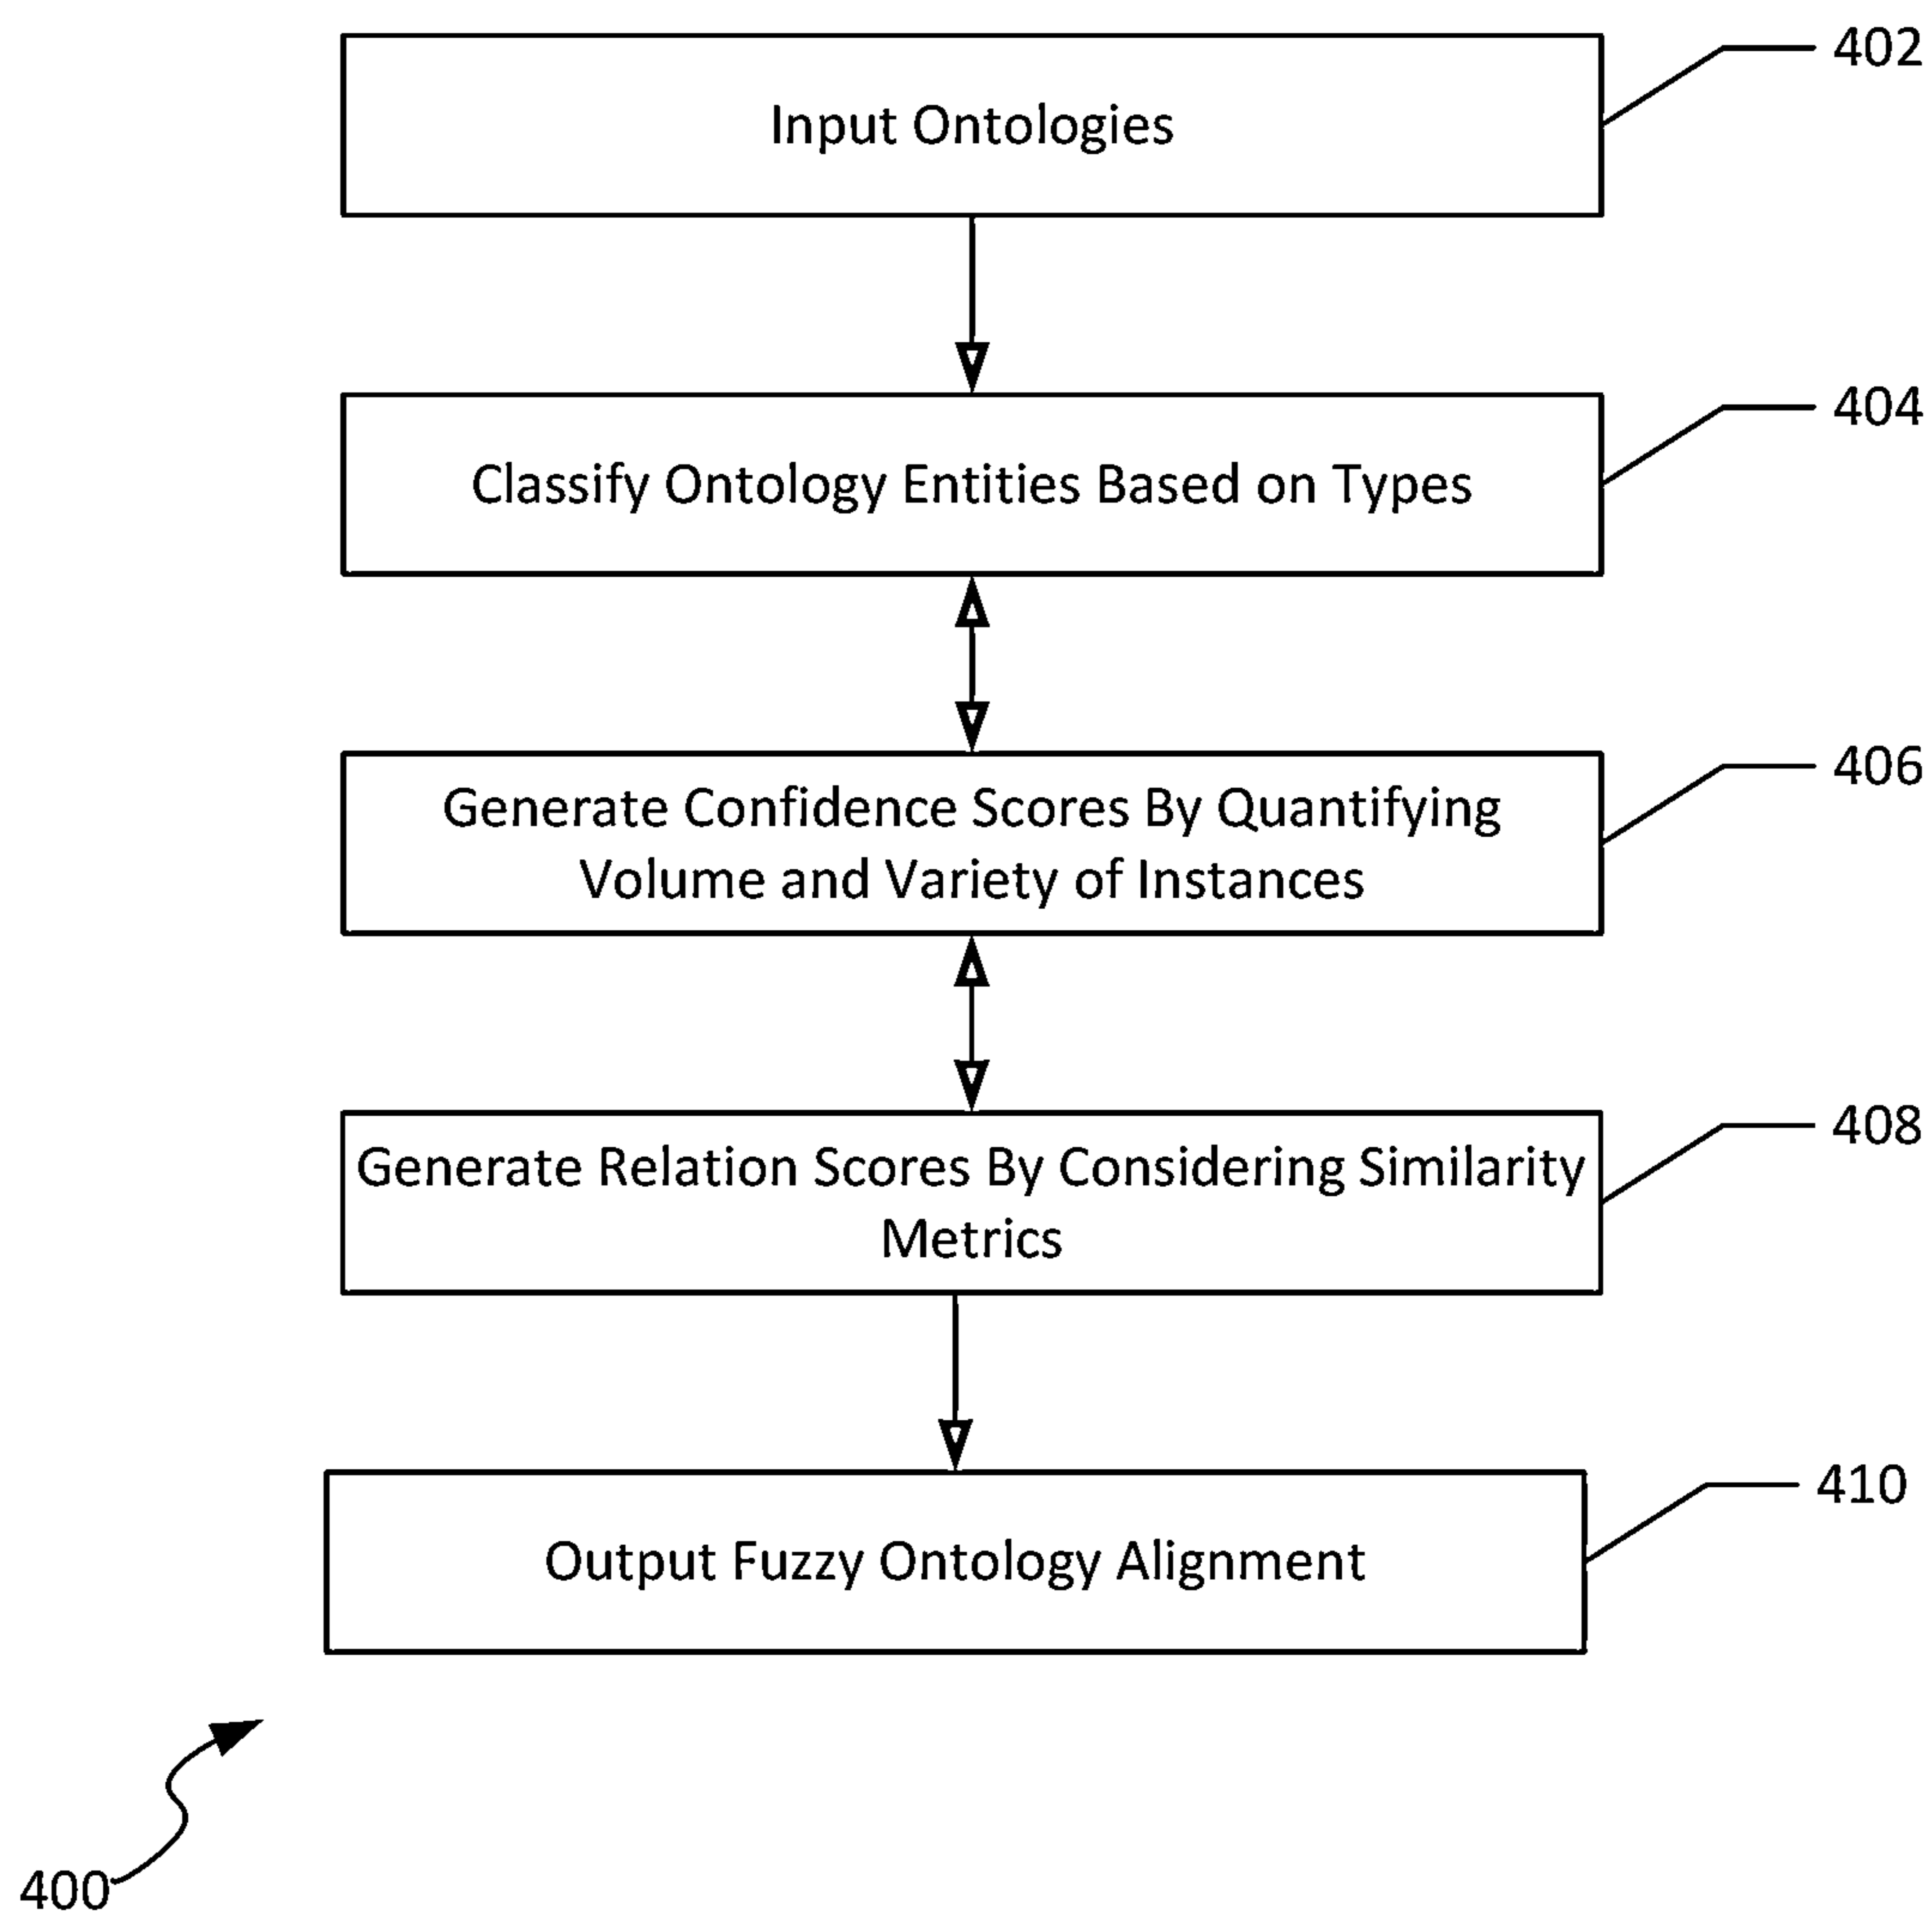 402
Input Ontologies
404
Classify Ontology Entities Based on Types
406
Generate Confidence Scores By Quantifying
Volume and Variety of Instances
408
Generate Relation Scores By Considering Similarity
Metrics
410
Output Fuzzy Ontology Alignment
400